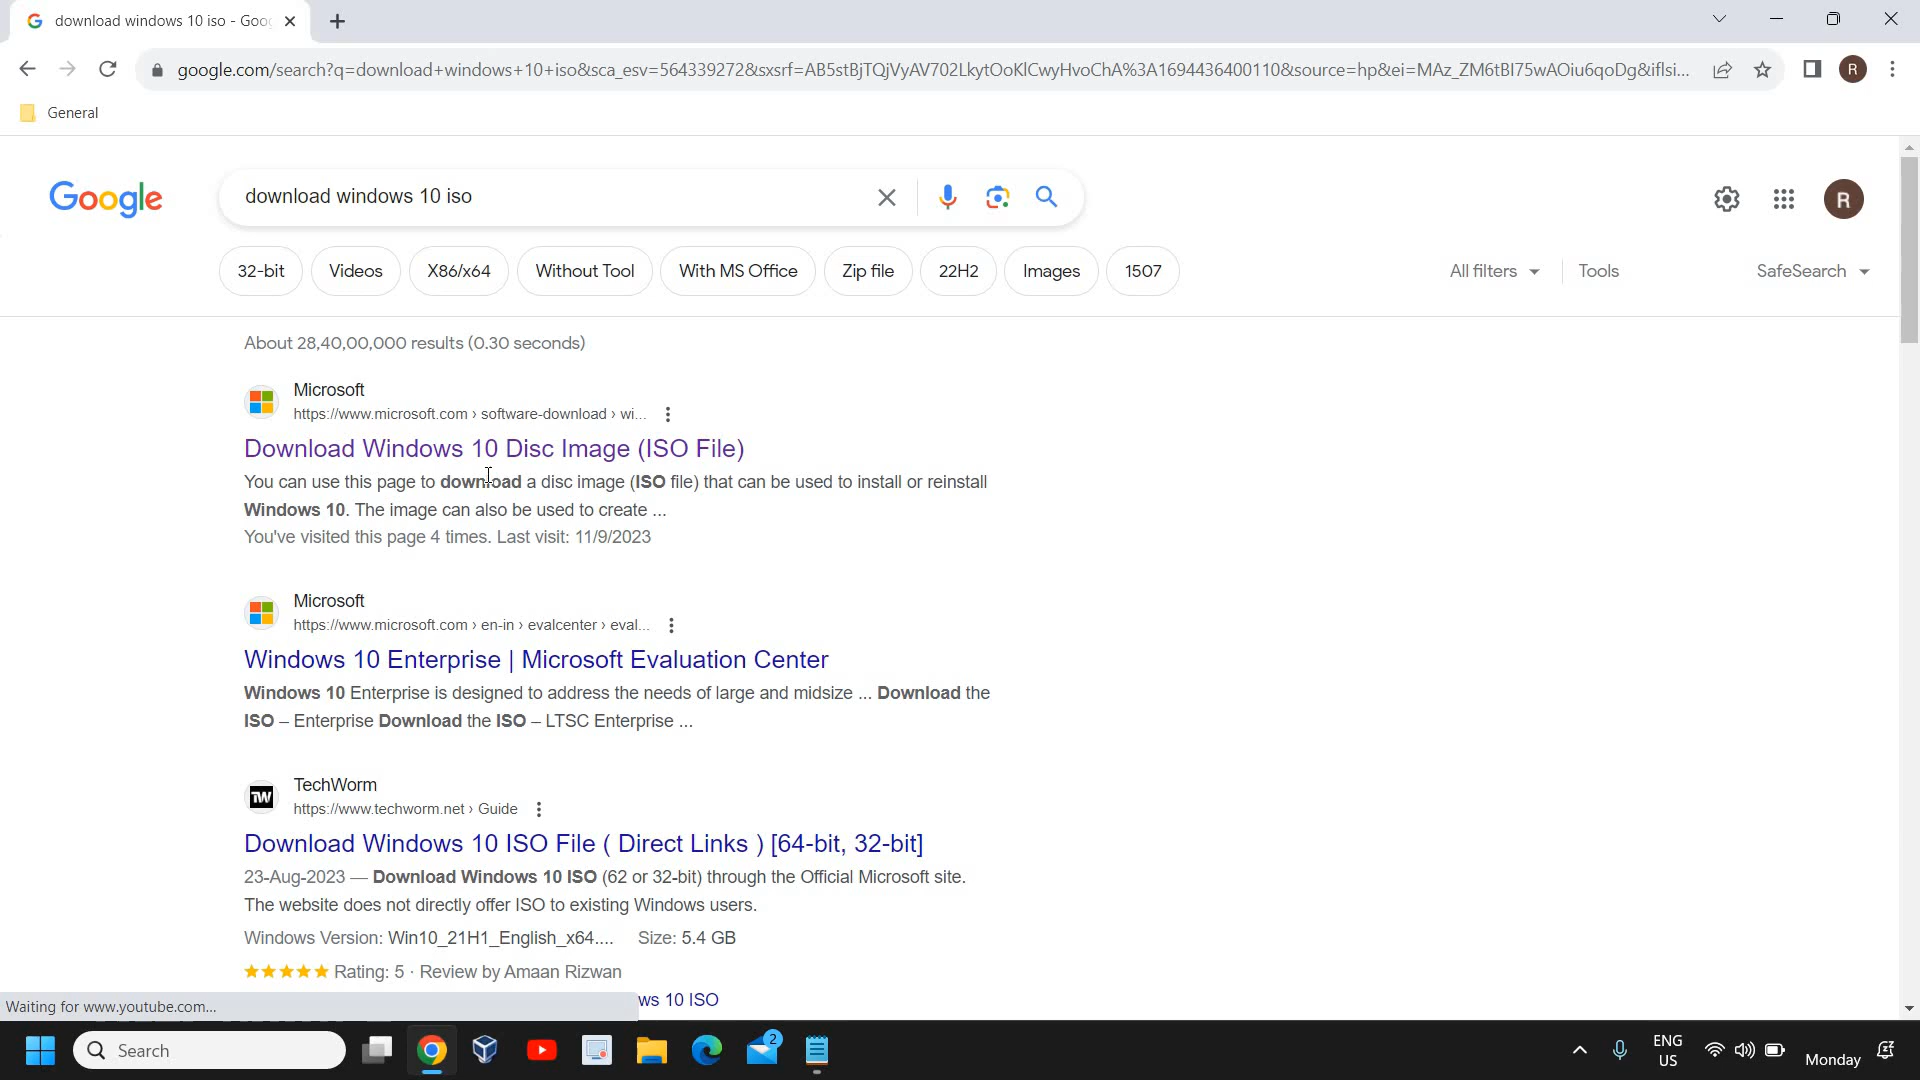 download windows 10 iso - Goog
google.com/search?q=download+windows+10+iso&sca_esv=564339272&sxsrf=AB5stBjTQjVyAV702LkytOoKlCwyHvoChA%3A1694436400110&source=hp&ei=MAz_ZM6tBI75wAOiu6qoDg&iflsi...
R
General
Google
download windows 10 iso
R
32-bit
Videos
X86/x64
Without Tool
With MS Office
Zip file
22H2
Images
1507
All filters
Tools
SafeSearch
About 28,40,00,000 results (0.30 seconds)
Microsoft
https://www.microsoft.com › software-download › wi...
Download Windows 10 Disc Image (ISO File)
You can use this page to download a disc image (ISO file) that can be used to install or reinstall
Windows 10. The image can also be used to create ...
You've visited this page 4 times. Last visit: 11/9/2023
Microsoft
https://www.microsoft.com › en-in › evalcenter › eval...
Windows 10 Enterprise | Microsoft Evaluation Center
Windows 10 Enterprise is designed to address the needs of large and midsize ... Download the
ISO – Enterprise Download the ISO – LTSC Enterprise ...
TW
TechWorm
https://www.techworm.net › Guide
Download Windows 10 ISO File ( Direct Links ) [64-bit, 32-bit]
23-Aug-2023 — Download Windows 10 ISO (62 or 32-bit) through the Official Microsoft site.
The website does not directly offer ISO to existing Windows users.
Windows Version: Win10_21H1_English_x64.... Size: 5.4 GB
Rating: 5 · Review by Amaan Rizwan
ws 10 ISO
Waiting for www.youtube.com...
Search
2
ENG
US
Monday